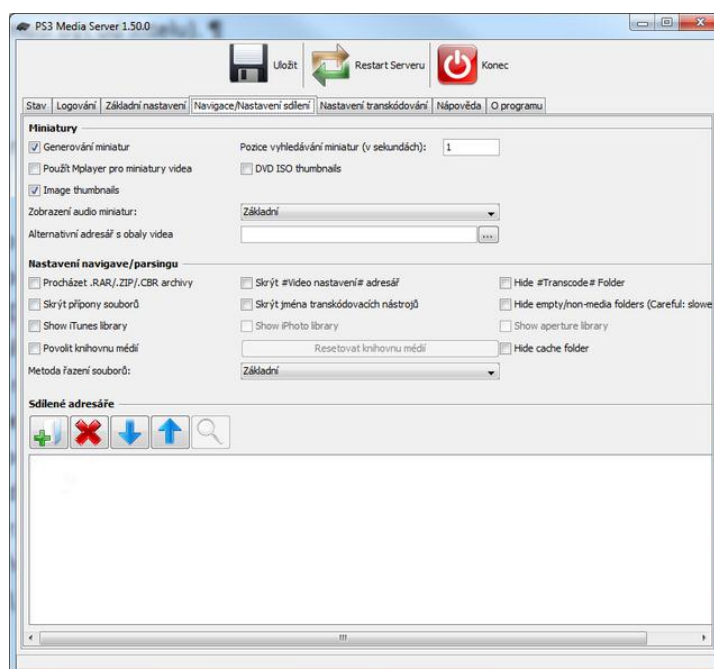 PS3 Media Server 1.50.0
Uložit Restart Serveru Konec
Stav Logování Základní nastavení Navigace/Nastavení sdílení Nastavení transkódování Nápověda O programu
Miniatury
Generování miniatur Pozice vyhledávání miniatur (v sekundách): 1
Použít Mplayer pro miniatury videa DVD ISO thumbnails
Image thumbnails
Zobrazení audio miniatur: Základní
Alternativní adresář s obaly videa ...
Nastavení navigave/parsingu
Procházet .RAR/.ZIP/.CBR archivy Skrýt #Video nastavení# adresář Hide #Transcode# Folder
Skrýt přípony souborů Skrýt jména transkódovacích nástrojů Hide empty/non-media folders (Careful: slowe
Show iTunes library Show iPhoto library Show aperture library
Povolit knihovnu médií Resetovat knihovnu médií Hide cache folder
Metoda řazení souborů: Základní
Sdílené adresáře